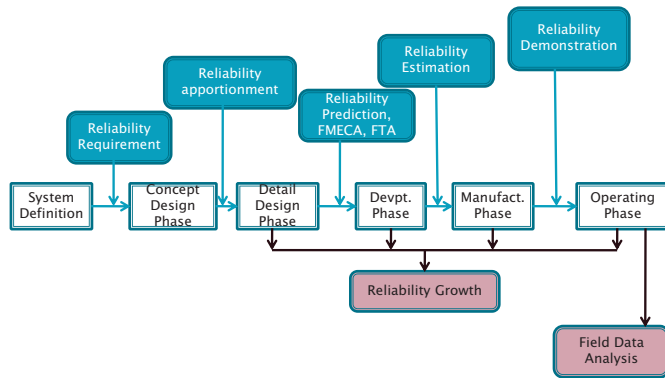 Reliability
Demonstration
Reliability
Estimation
Reliability
apportionment
Reliability
Prediction,
FMECA, FTA
Reliability
Requirement
System
Definition
Concept
Design
Phase
Detail
Design
Phase
Devpt.
Phase
Manufact.
Phase
Operating
Phase
Reliability Growth
Field Data
Analysis